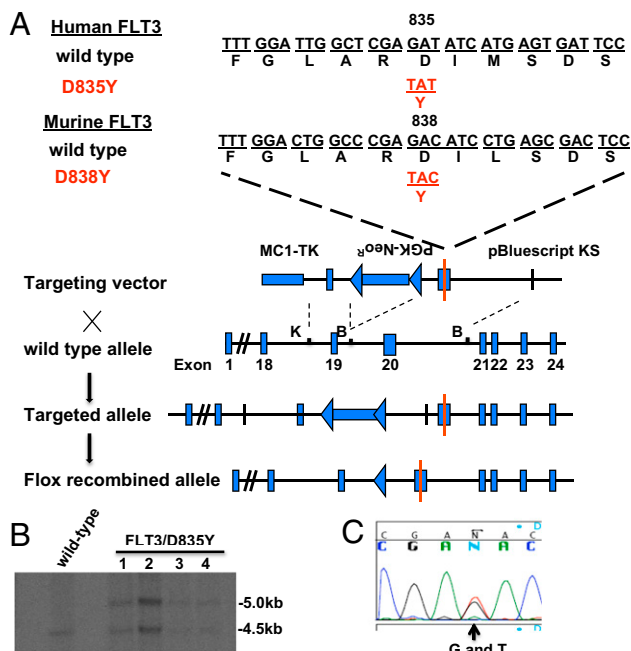 A
Human FLT3
835
wild type
TTT GGA TTG GCT CGA GAT ATC ATG AGT GAT TCC
F G L A R D I M S D S
D835Y
TAT
Y
Murine FLT3
838
wild type
TTT GGA CTG GCC CGA GAC ATC CTG AGC GAC TCC
F G L A R D I L S D S
D838Y
TAC
Y
MC1-TK
PGK-NeoR
pBluescript KS
Targeting vector
K
B
B
wild type allele
Exon
1
18
19
20
21
22
23
24
Targeted allele
Flox recombined allele
B
wild-type
FLT3/D835Y
1 2 3 4
-5.0kb
-4.5kb
C
C G A N A C
D
C G A N A C
D
G and T